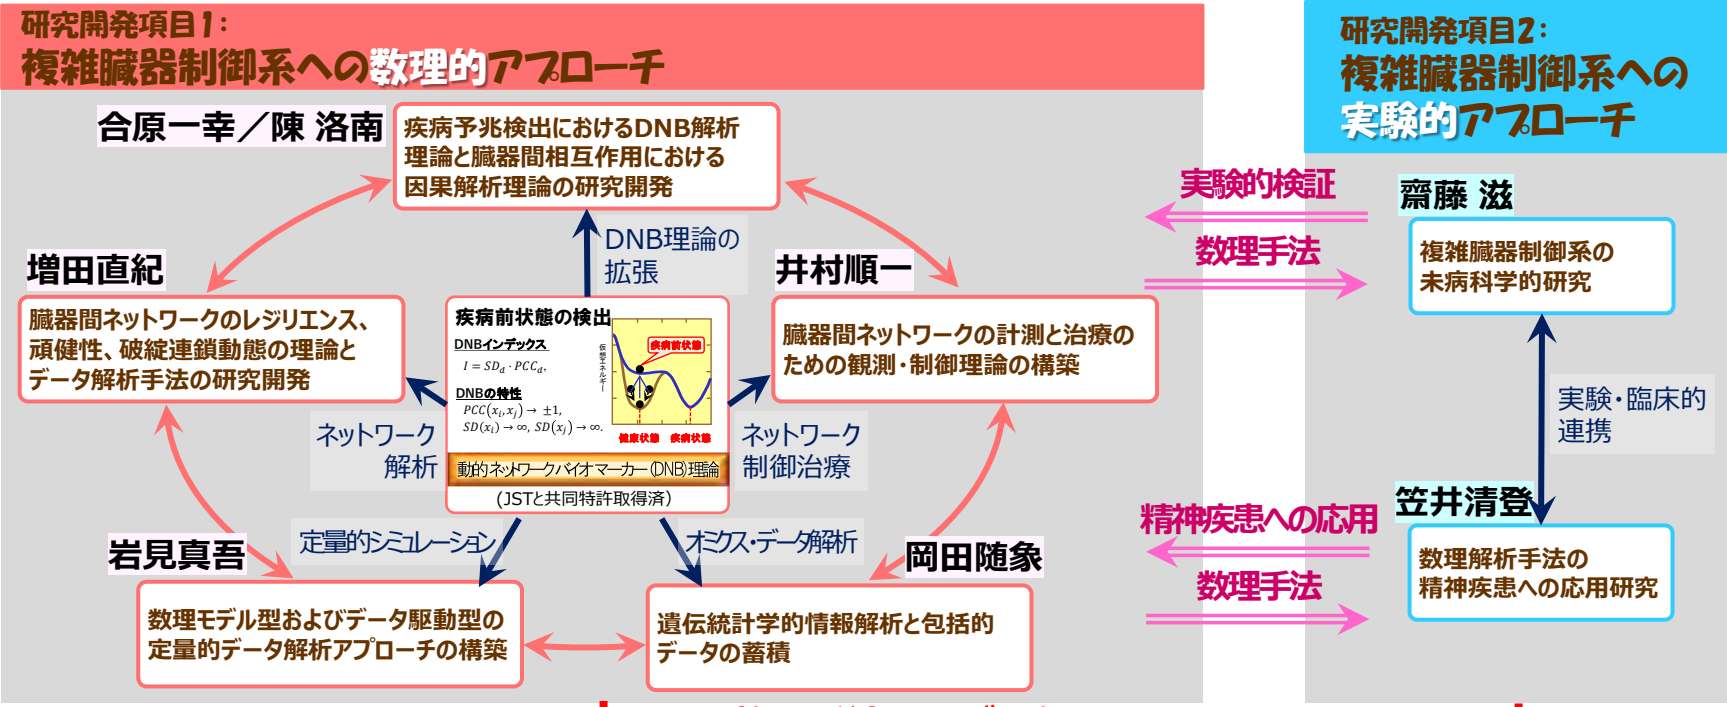 研究開発項目1:
複雑臓器制御系への数理的アプローチ
合原一幸／陳 洛南
疾病予兆検出におけるDNB解析
理論と臓器間相互作用における
因果解析理論の研究開発
増田直紀
臓器間ネットワークのレジリエンス、
頑健性、破綻連鎖動態の理論と
データ解析手法の研究開発
DNB理論の
拡張
井村順一
臓器間ネットワークの計測と治療の
ための観測・制御理論の構築
疾病前状態の検出
DNBインデックス
I = SD_d · PCC_d,
DNBの特性
PCC(x_i, x_j) → ±1,
SD(x_i) → ∞, SD(x_j) → ∞.
仮想エネルギー
疾病前状態
健康状態 疾病状態
動的ネットワークバイオマーカー(DNB)理論
(JSTと共同特許取得済)
ネットワーク
解析
ネットワーク
制御治療
定量的シミュレーション
オミクス・データ解析
岩見真吾
数理モデル型およびデータ駆動型の
定量的データ解析アプローチの構築
岡田随象
遺伝統計学的情報解析と包括的
データの蓄積
実験的検証
数理手法
精神疾患への応用
数理手法
研究開発項目2:
複雑臓器制御系への
実験的アプローチ
齋藤 滋
複雑臓器制御系の
未病科学的研究
実験・臨床的
連携
笠井清登
数理解析手法の
精神疾患への応用研究